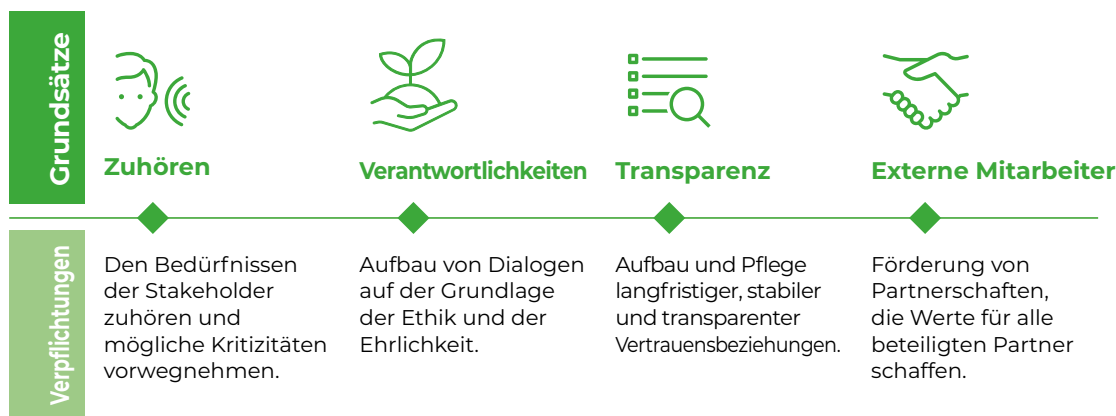 Grundsätze
Zuhören
Verantwortlichkeiten
Transparenz
Externe Mitarbeiter
Verpflichtungen
Den Bedürfnissen
der Stakeholder
zuhören und
mögliche Kritizitäten
vorwegnehmen.
Aufbau von Dialogen
auf der Grundlage
der Ethik und der
Ehrlichkeit.
Aufbau und Pflege
langfristiger, stabiler
und transparenter
Vertrauensbeziehungen.
Förderung von
Partnerschaften,
die Werte für alle
beteiligten Partner
schaffen.